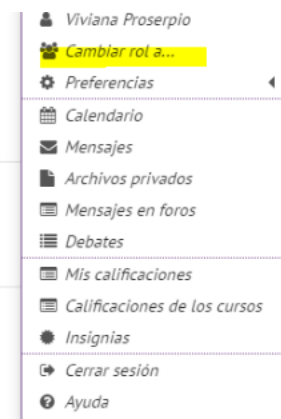 Viviana Proserpio
Cambiar rol a...
Preferencias
Calendario
Mensajes
Archivos privados
Mensajes en foros
Debates
Mis calificaciones
Calificaciones de los cursos
Insignias
Cerrar sesión
Ayuda